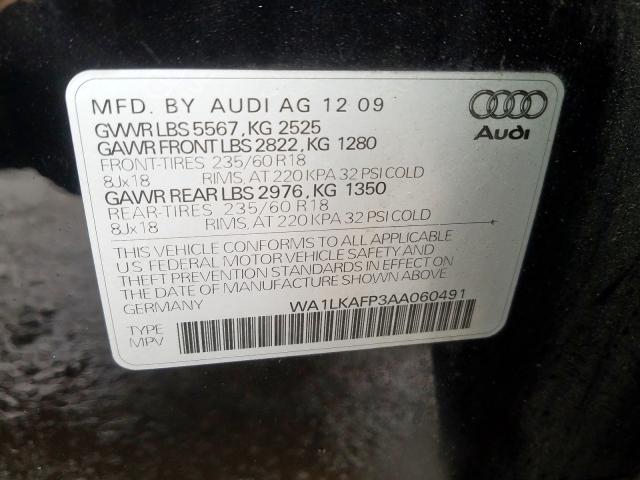 MFD. BY AUDI AG 12 09
GVWR LBS 5567, KG 2525
GAWR FRONT LBS 2822, KG 1280
FRONT-TIRES 235/60 R18
8Jx18 RIMS, AT 220 KPA 32 PSI COLD
GAWR REAR LBS 2976, KG 1350
REAR-TIRES 235/60 R18
8Jx18 RIMS, AT 220 KPA 32 PSI COLD
THIS VEHICLE CONFORMS TO ALL APPLICABLE
U.S FEDERAL MOTOR VEHICLE SAFETY AND
THEFT PREVENTION STANDARDS IN EFFECT ON
THE DATE OF MANUFACTURE SHOWN ABOVE
GERMANY WA1LKAFP3AA060491
TYPE
MPV
Audi